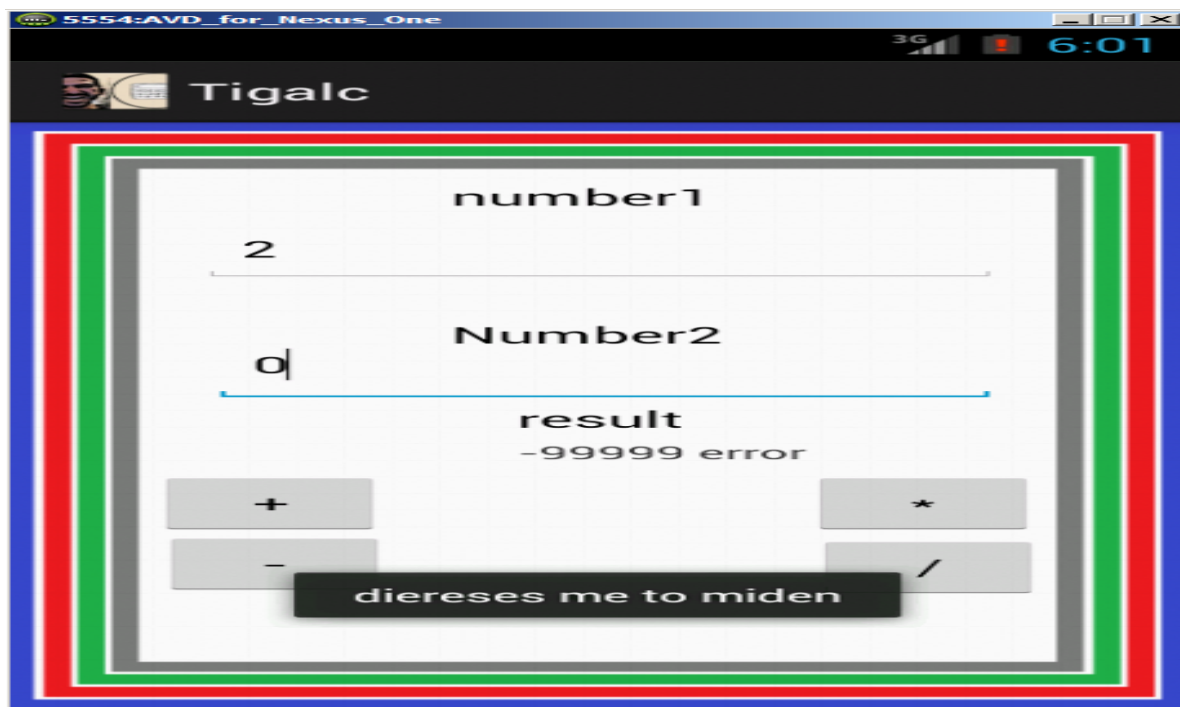 5554:AVD_for_Nexus_One
3G 6:01
Tigalc
number1
2
Number2
0
result
-99999 error
+ *
- /
diereses me to miden